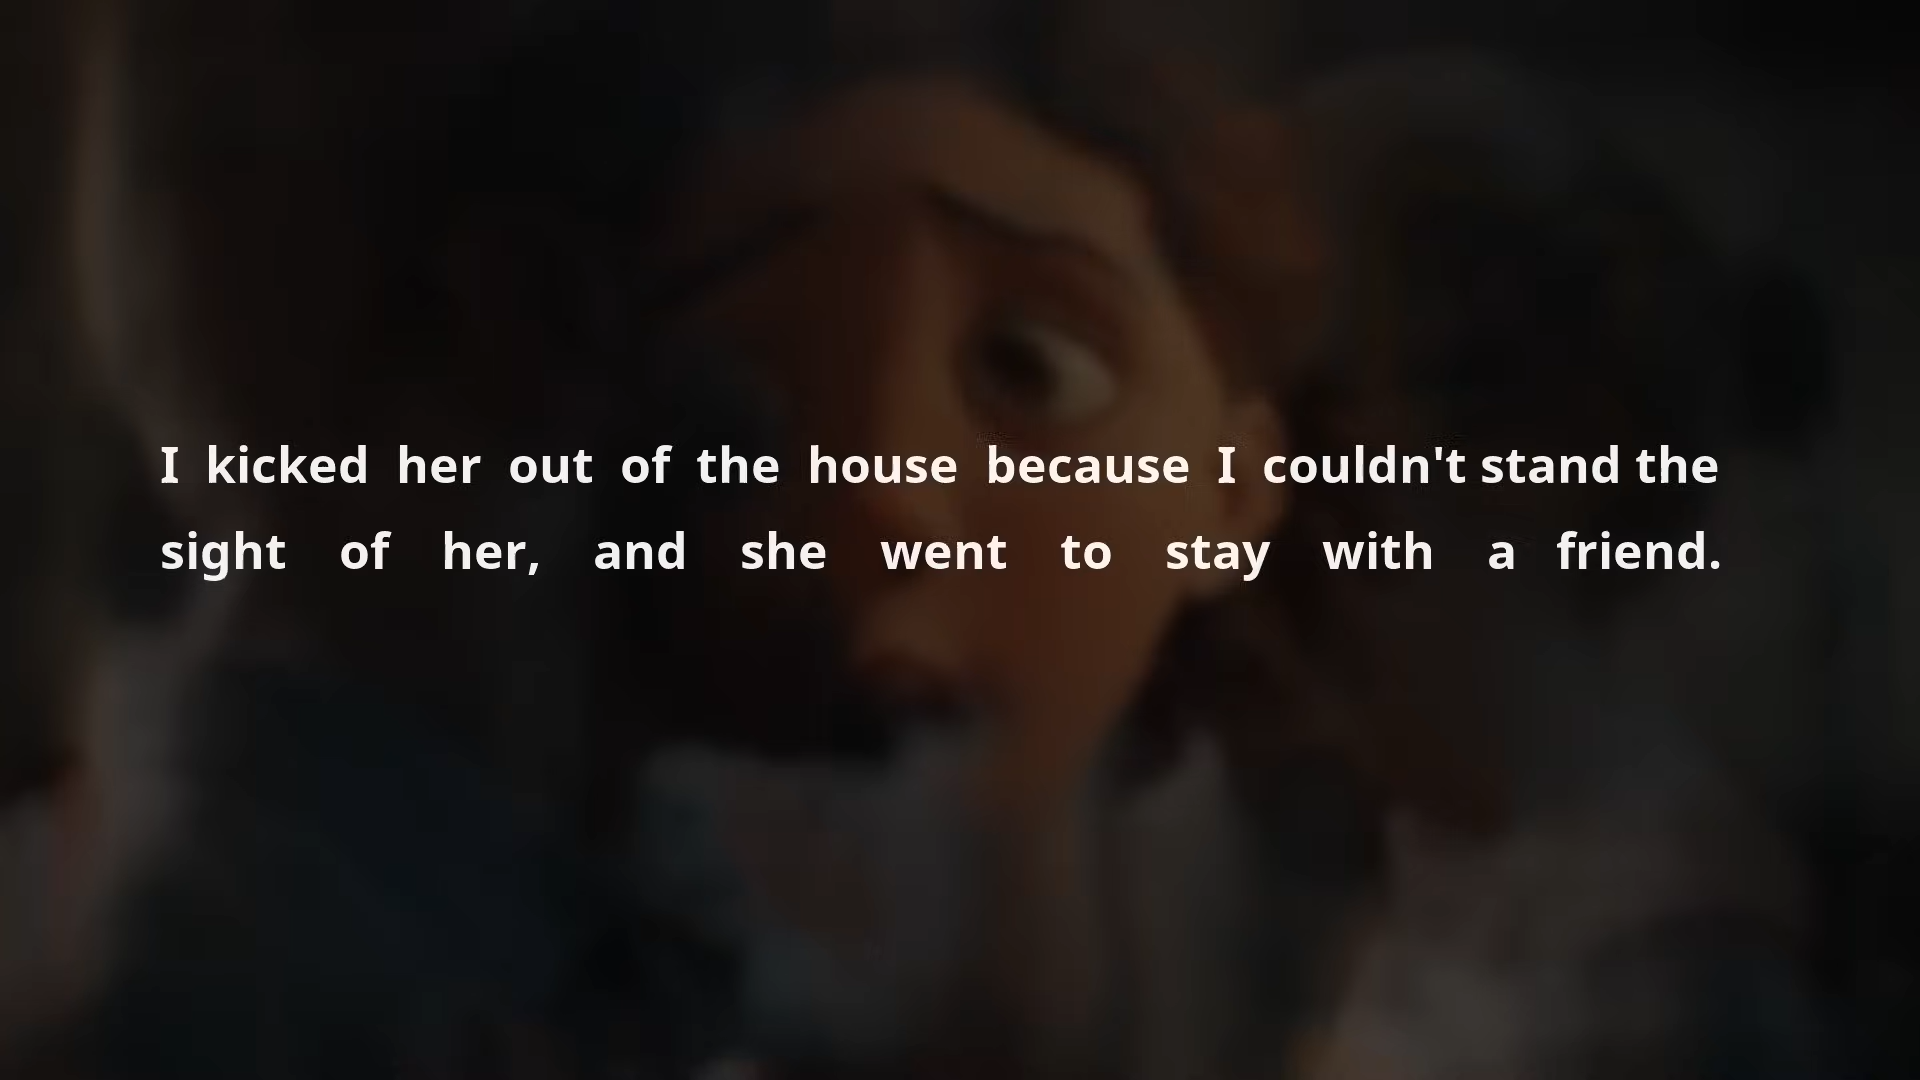 I kicked her out of the house because I couldn't stand the
sight of her, and she went to stay with a friend.